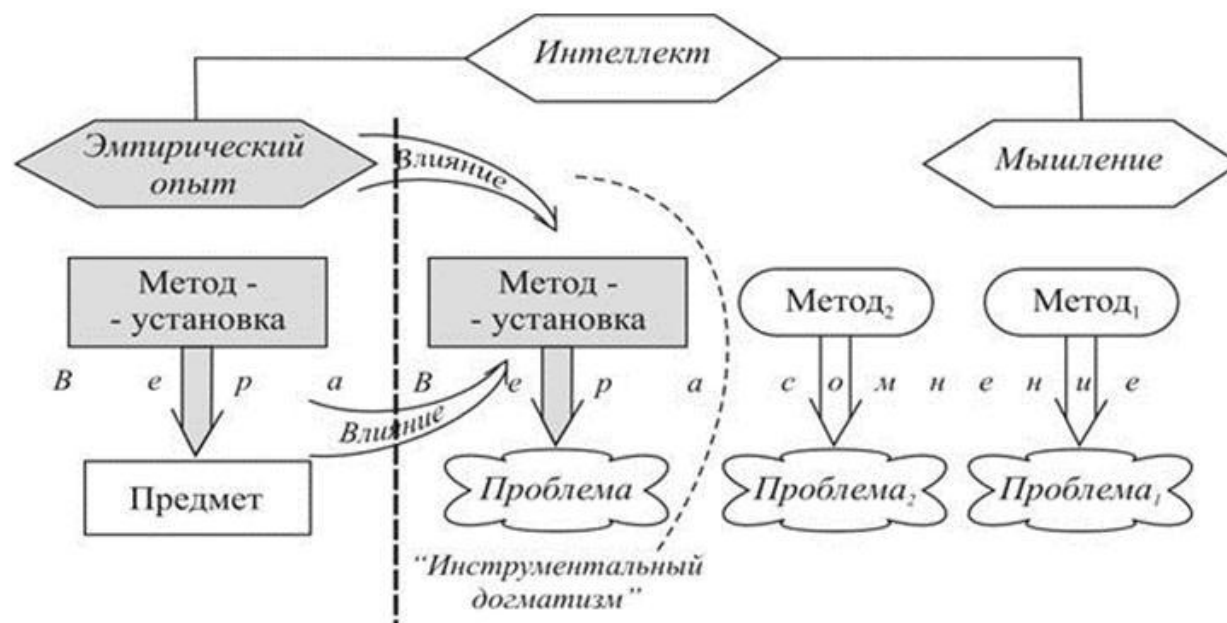 Интеллект
Эмпирический
опыт
Влияние
Мышление
Метод -
- установка
Метод -
- установка
Метод₂
Метод₁
В е р а
В е р а
с о м н е н и е
Влияние
Предмет
Проблема
Проблема₂
Проблема₁
“Инструментальный
догматизм”